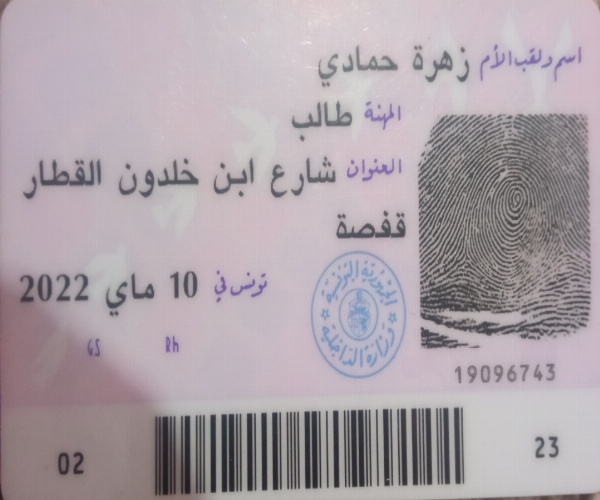 اسم ولقب الأم زهرة حمادي
المهنة طالب
العنوان شارع ابن خلدون القطار
قفصة
تونس في 10 ماي 2022
GS Rh
الجمهورية التونسية
وزارة الداخلية
19096743
02 23